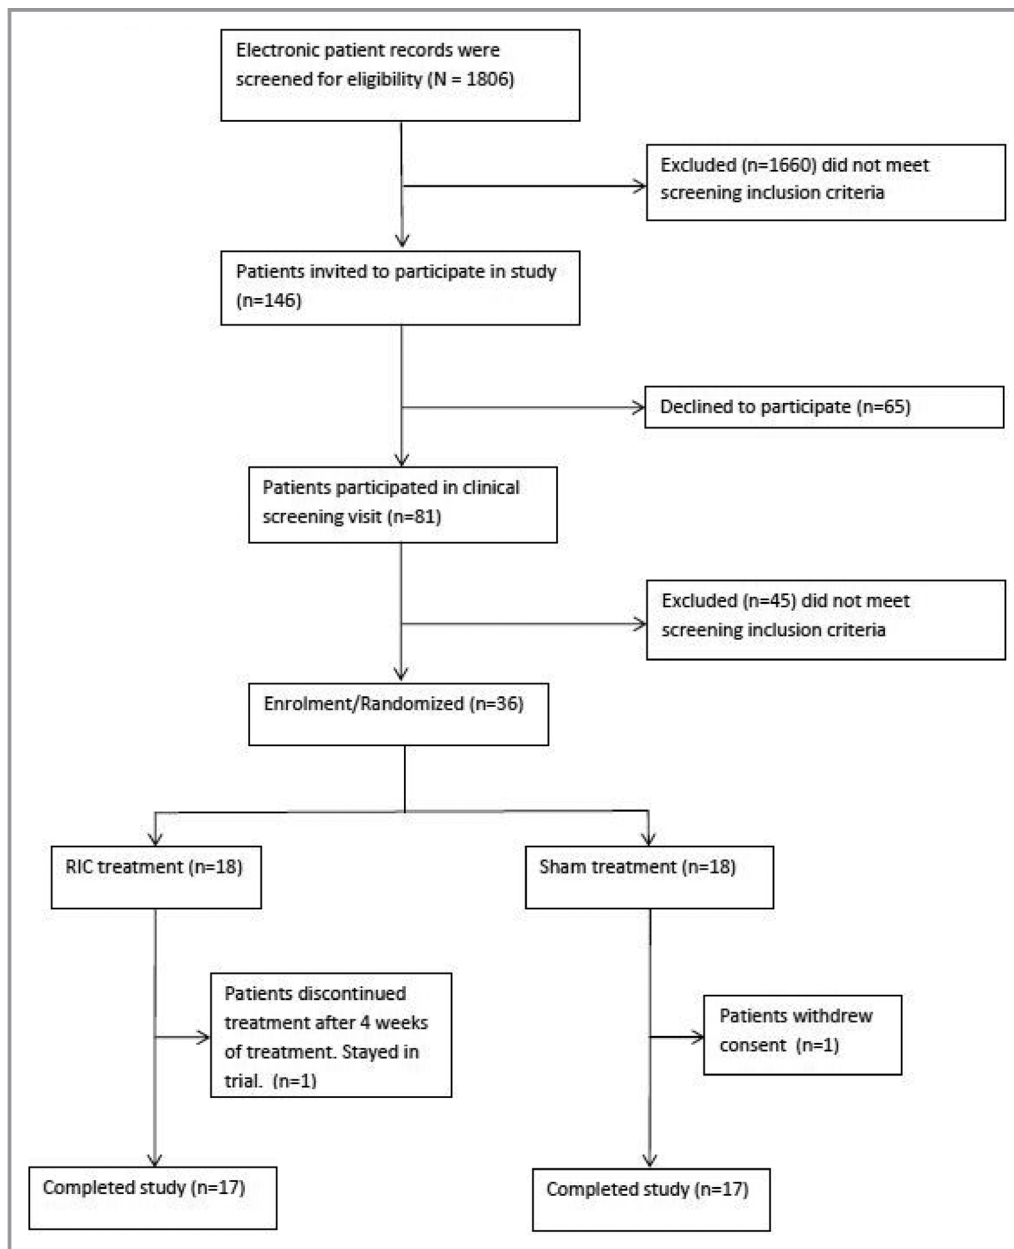 Electronic patient records were
screened for eligibility (N = 1806)
Excluded (n=1660) did not meet
screening inclusion criteria
Patients invited to participate in study
(n=146)
Declined to participate (n=65)
Patients participated in clinical
screening visit (n=81)
Excluded (n=45) did not meet
screening inclusion criteria
Enrolment/Randomized (n=36)
RIC treatment (n=18)
Sham treatment (n=18)
Patients discontinued
treatment after 4 weeks
of treatment. Stayed in
trial. (n=1)
Patients withdrew
consent (n=1)
Completed study (n=17)
Completed study (n=17)